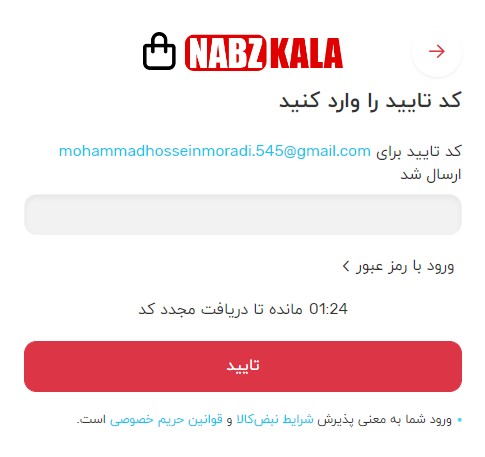 NABZKALA
کد تایید را وارد کنید
کد تایید برای mohammadhosseinmoradi.545@gmail.com
ارسال شد
ورود با رمز عبور
01:24 مانده تا دریافت مجدد کد
تایید
ورود شما به معنی پذیرش شرایط نبض‌کالا و قوانین حریم خصوصی است.